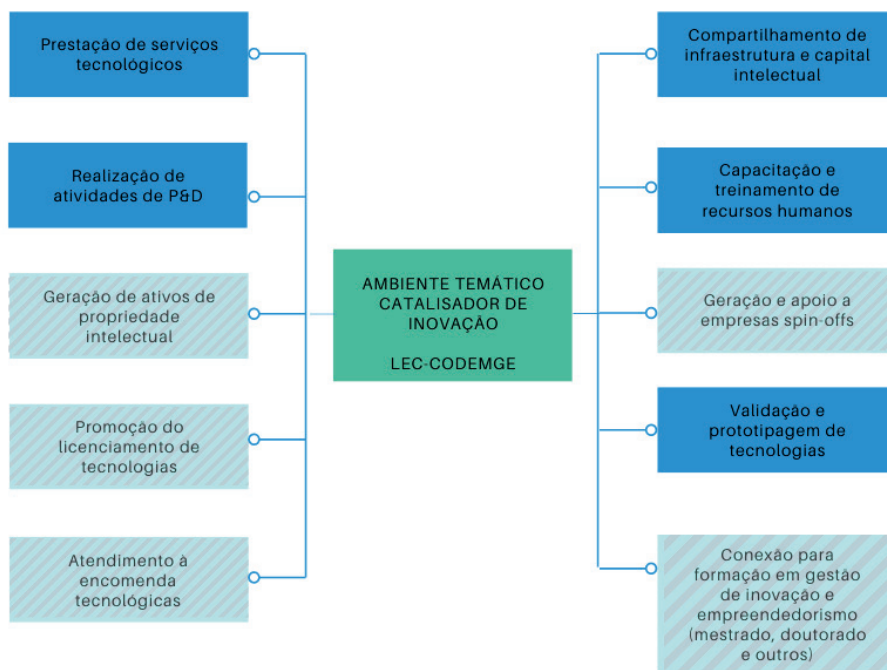 Prestação de serviços
tecnológicos
Realização de
atividades de P&D
Geração de ativos de
propriedade
intelectual
Promoção do
licenciamento de
tecnologias
Atendimento à
encomenda
tecnológicas
AMBIENTE TEMÁTICO
CATALISADOR DE
INOVAÇÃO
LEC-CODEMGE
Compartilhamento de
infraestrutura e capital
intelectual
Capacitação e
treinamento de
recursos humanos
Geração e apoio a
empresas spin-offs
Validação e
prototipagem de
tecnologias
Conexão para
formação em gestão
de inovação e
empreendedorismo
(mestrado, doutorado
e outros)